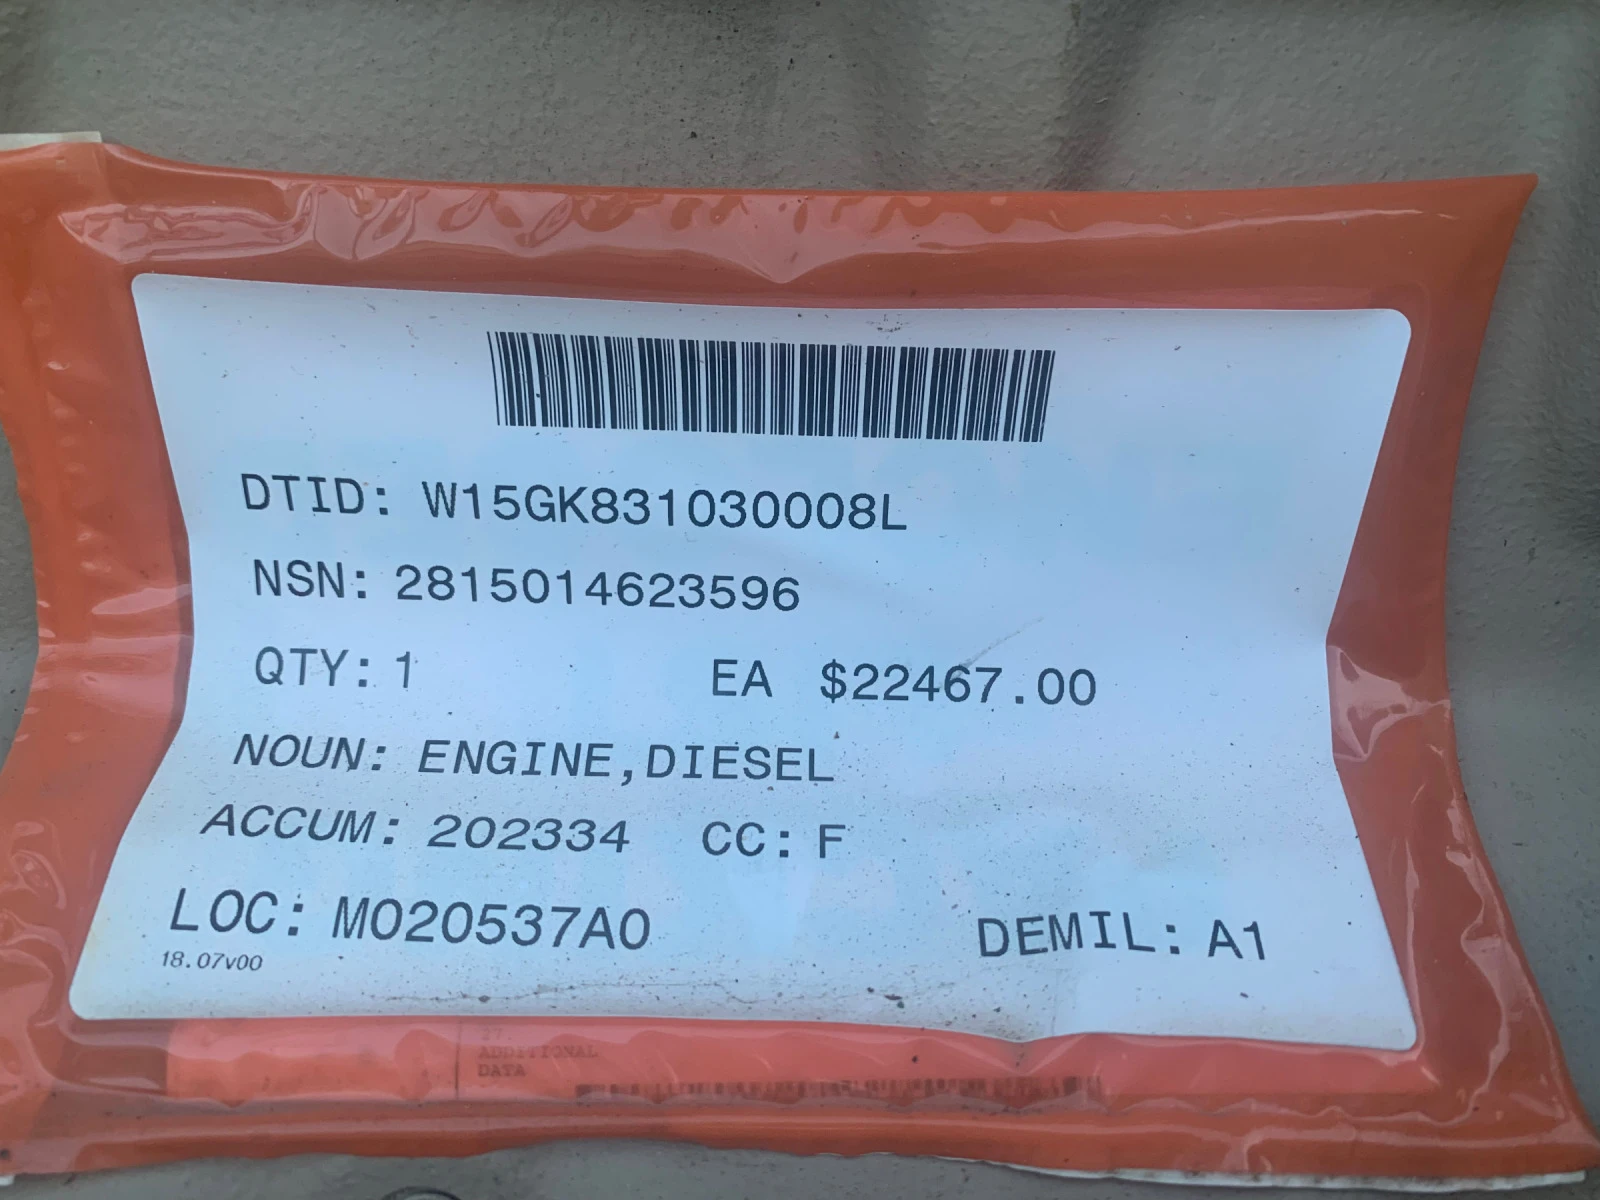 DTID: W15GK831030008L
NSN: 2815014623596
QTY: 1 EA $22467.00
NOUN: ENGINE,DIESEL
ACCUM: 202334 CC: F
LOC: M020537A0 DEMIL: A1
18.07v00
27.
ADDITIONAL
DATA